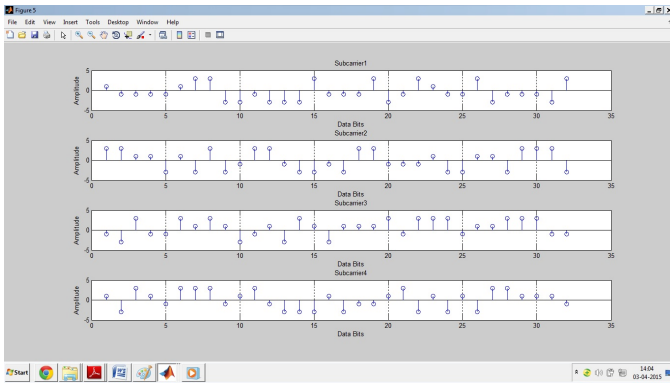 Figure 5
File Edit View Insert Tools Desktop Window Help
Subcarrier1
Amplitude
5
0
-5
0 5 10 15 20 25 30 35
Data Bits
Subcarrier2
Amplitude
5
0
-5
0 5 10 15 20 25 30 35
Data Bits
Subcarrier3
Amplitude
5
0
-5
0 5 10 15 20 25 30 35
Data Bits
Subcarrier4
Amplitude
5
0
-5
0 5 10 15 20 25 30 35
Data Bits
Start
14:04
03-04-2015